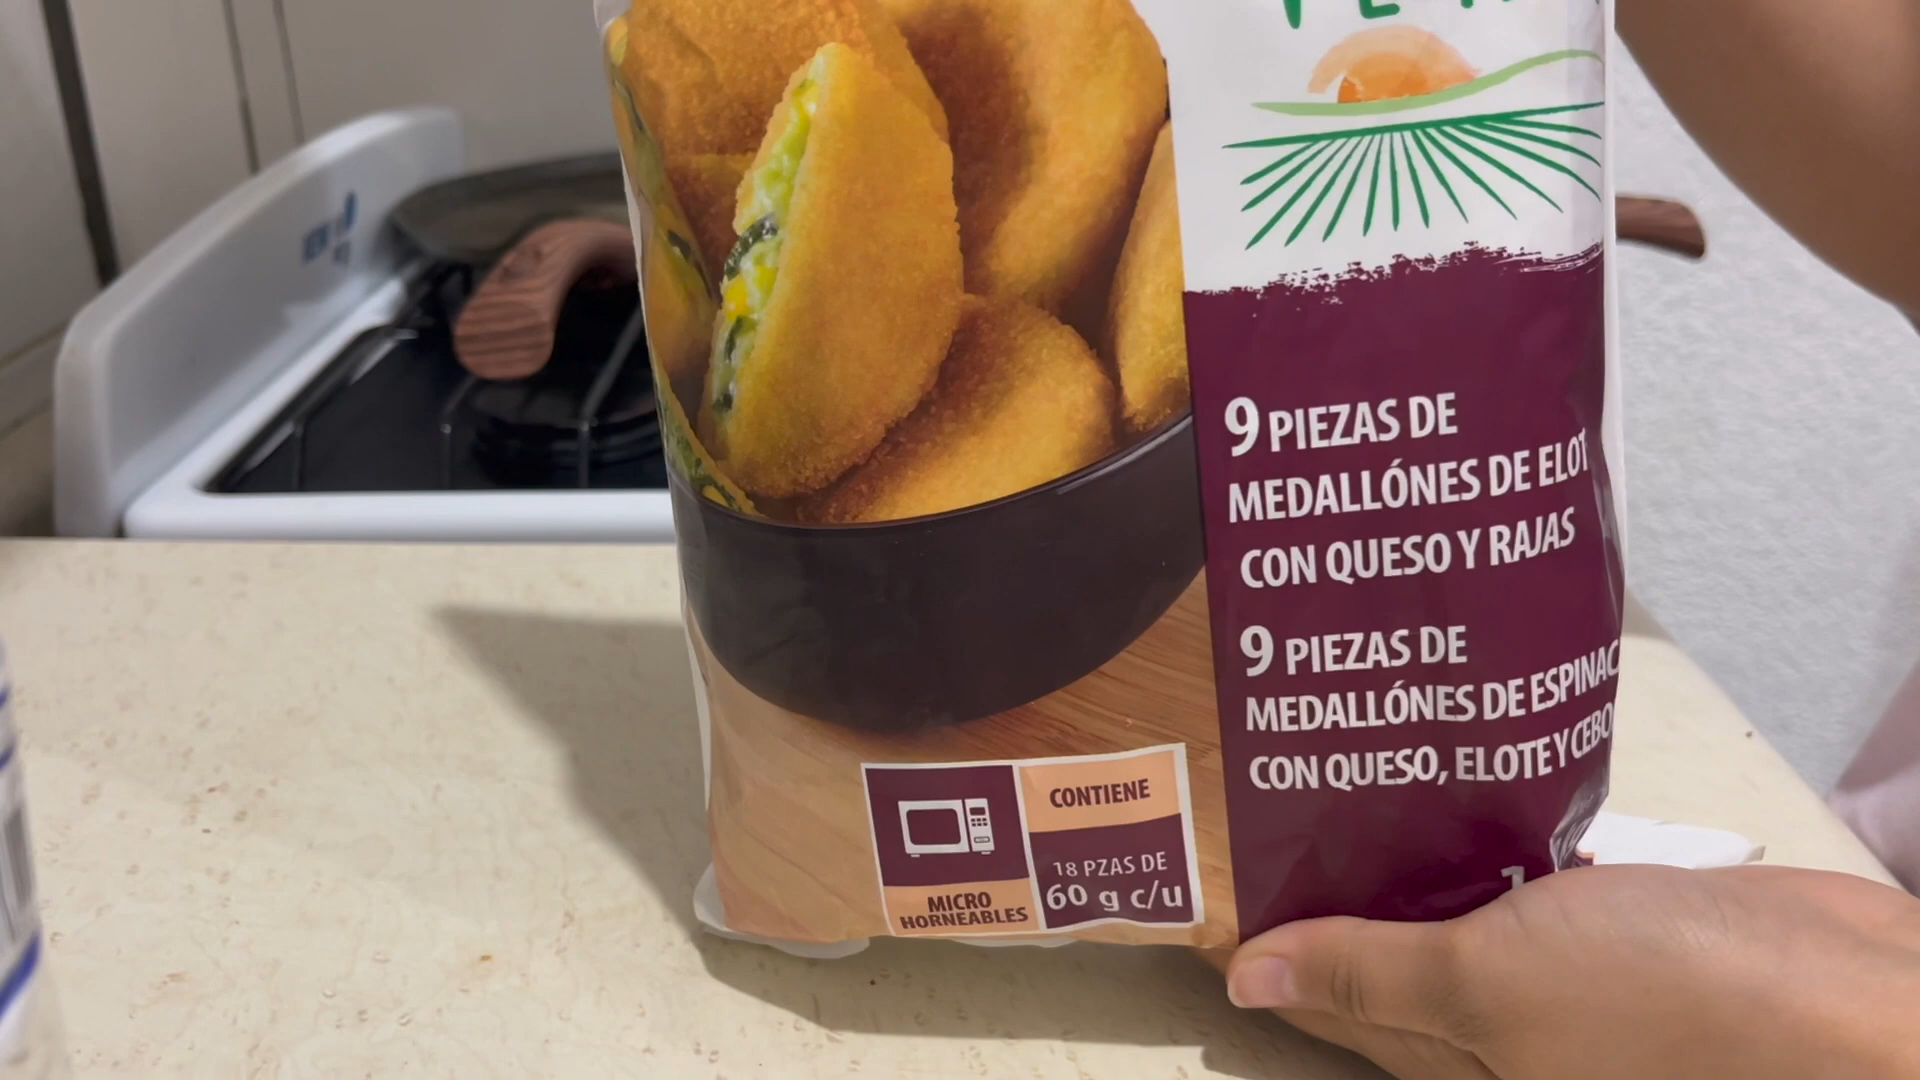 9 PIEZAS DE
MEDALLÓNES DE ELOT
CON QUESO Y RAJAS
9 PIEZAS DE
MEDALLÓNES DE ESPINAC
CON QUESO, ELOTE Y CEBO
MICRO
HORNEABLES
CONTIENE
18 PZAS DE
60 g c/u
1